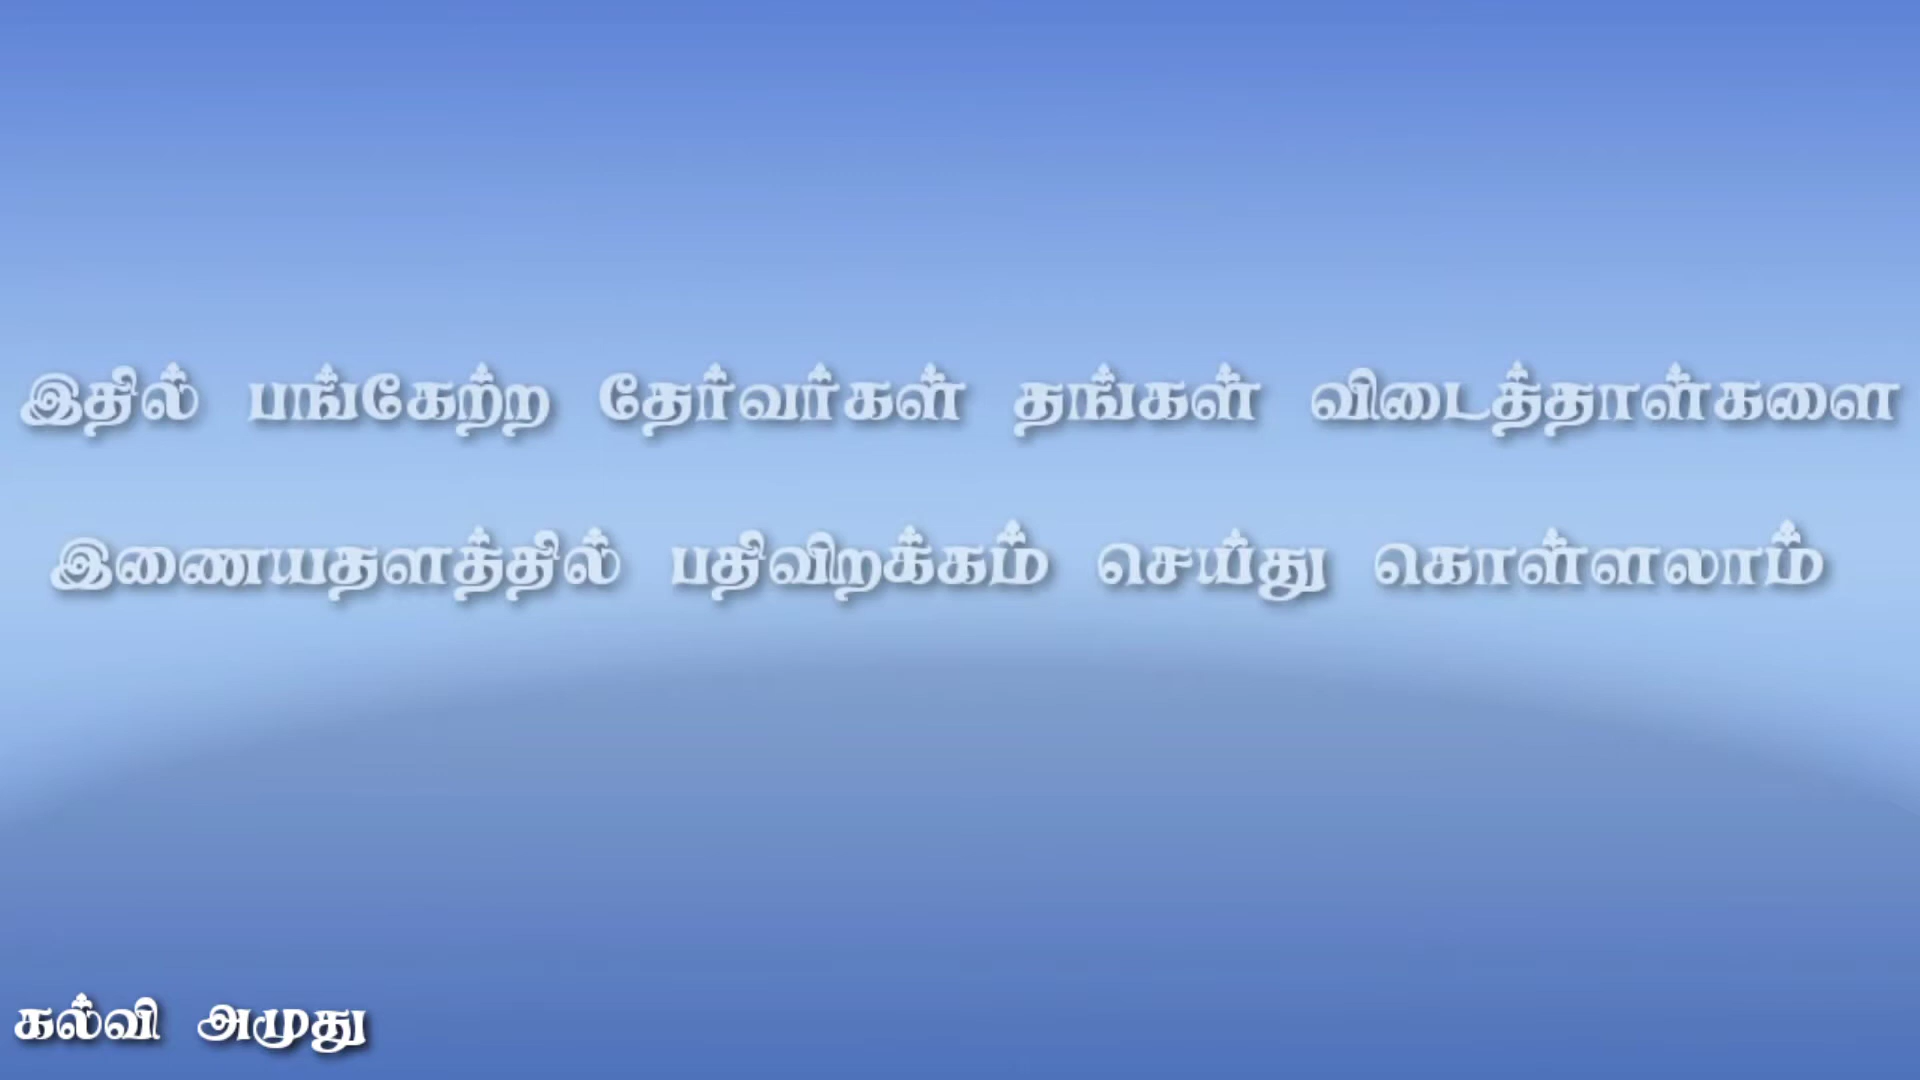 இதில் பங்கேற்ற தேர்வர்கள் தங்கள் விடைத்தாள்களை
இணையதளத்தில் பதிவிறக்கம் செய்து கொள்ளலாம்
கல்வி அமுது